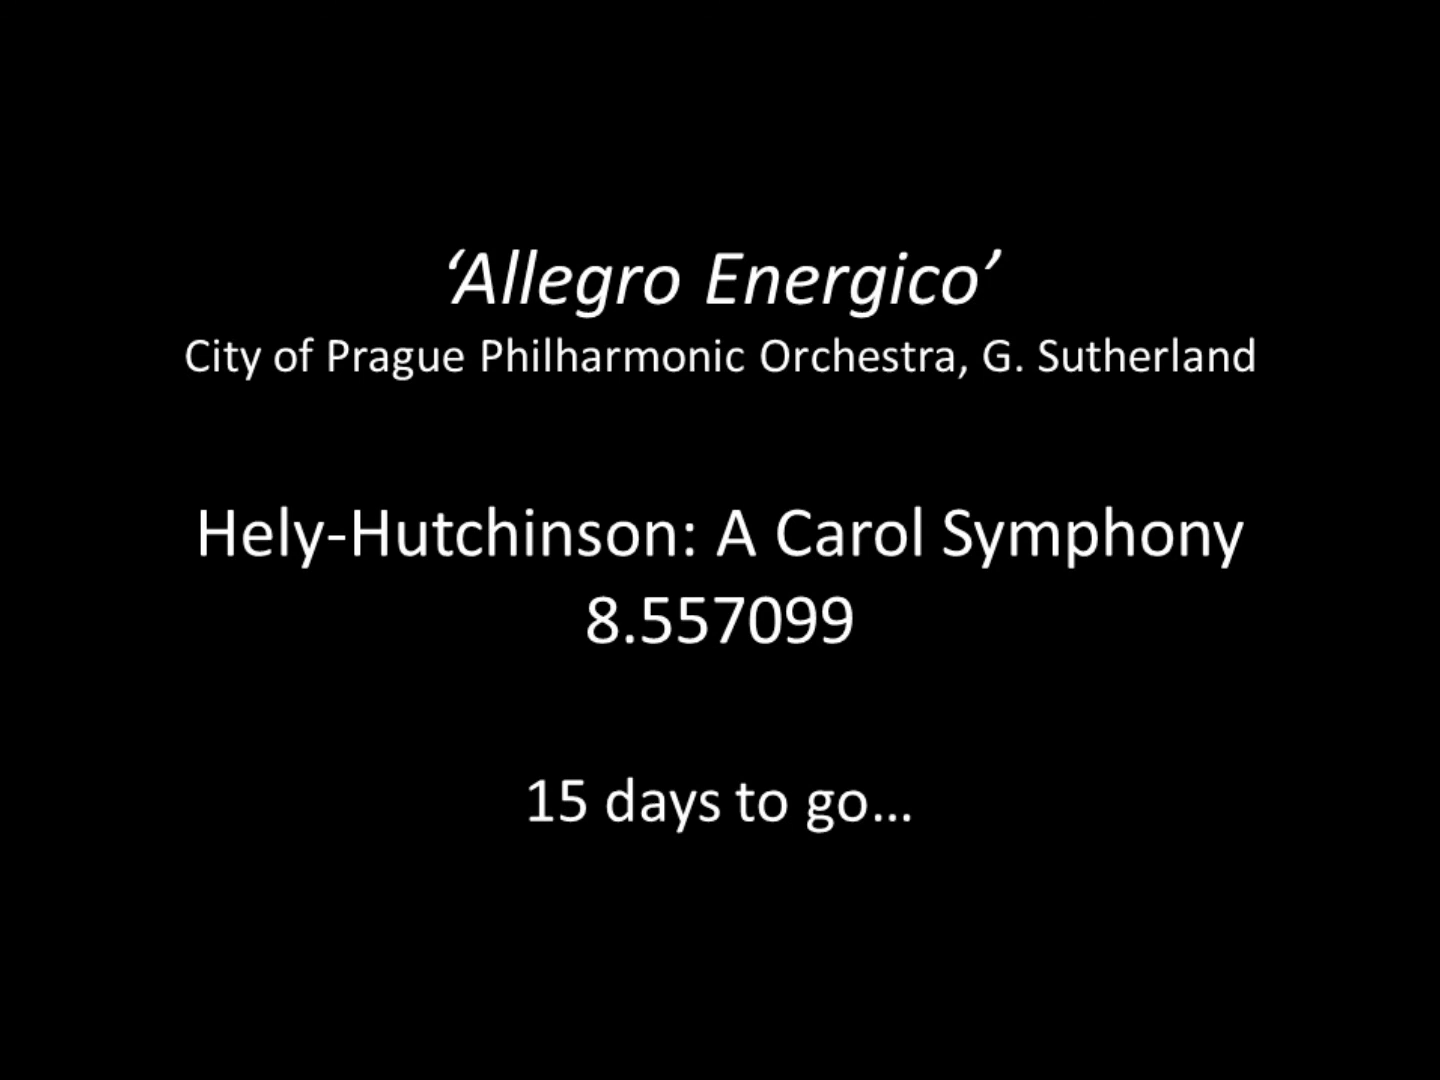 ‘Allegro Energico’
City of Prague Philharmonic Orchestra, G. Sutherland
Hely-Hutchinson: A Carol Symphony
8.557099
15 days to go…